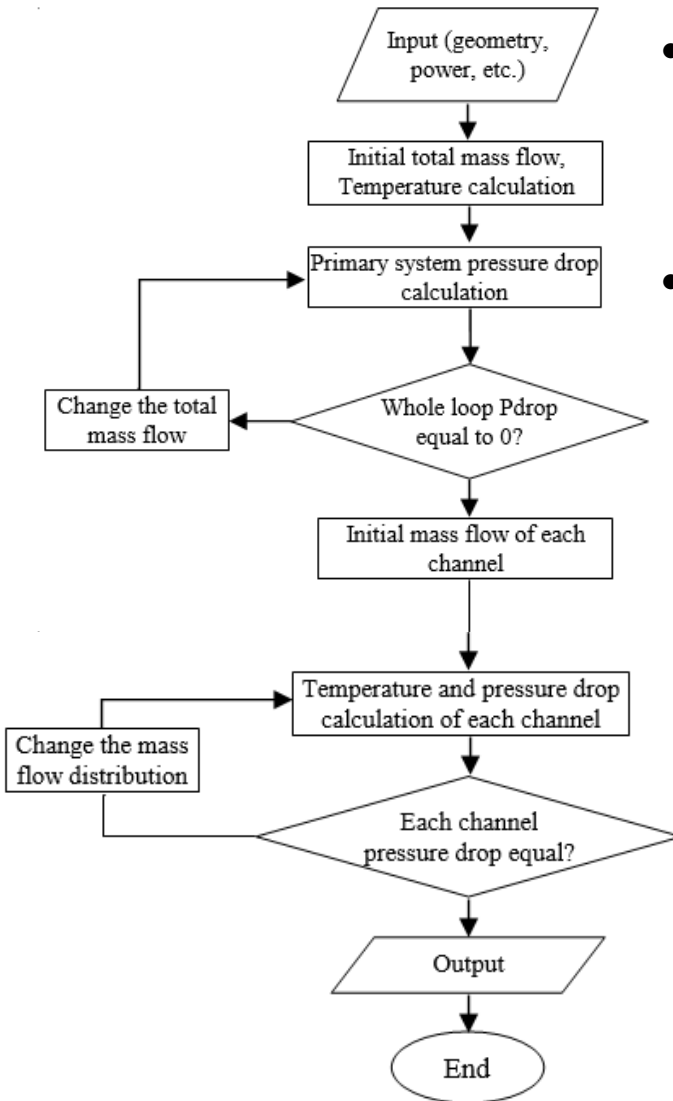 Input (geometry,
power, etc.)
Initial total mass flow,
Temperature calculation
Primary system pressure drop
calculation
Change the total
mass flow
Whole loop Pdrop
equal to 0?
Initial mass flow of each
channel
Temperature and pressure drop
calculation of each channel
Change the mass
flow distribution
Each channel
pressure drop equal?
Output
End